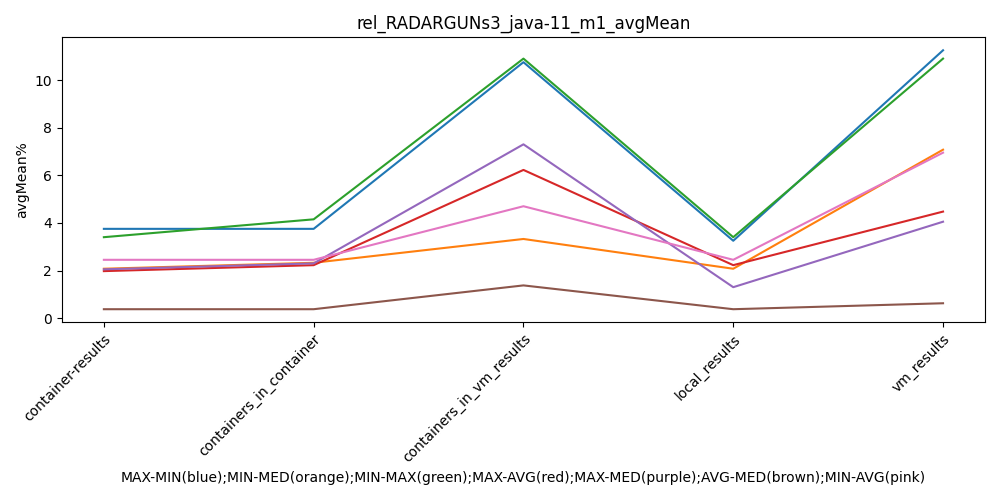 rel_RADARGUNs3_java-11_m1_avgMean
avgMean%
10
8
6
4
2
0
container-results
containers_in_container
containers_in_vm_results
local_results
vm_results
MAX-MIN(blue);MIN-MED(orange);MIN-MAX(green);MAX-AVG(red);MAX-MED(purple);AVG-MED(brown);MIN-AVG(pink)